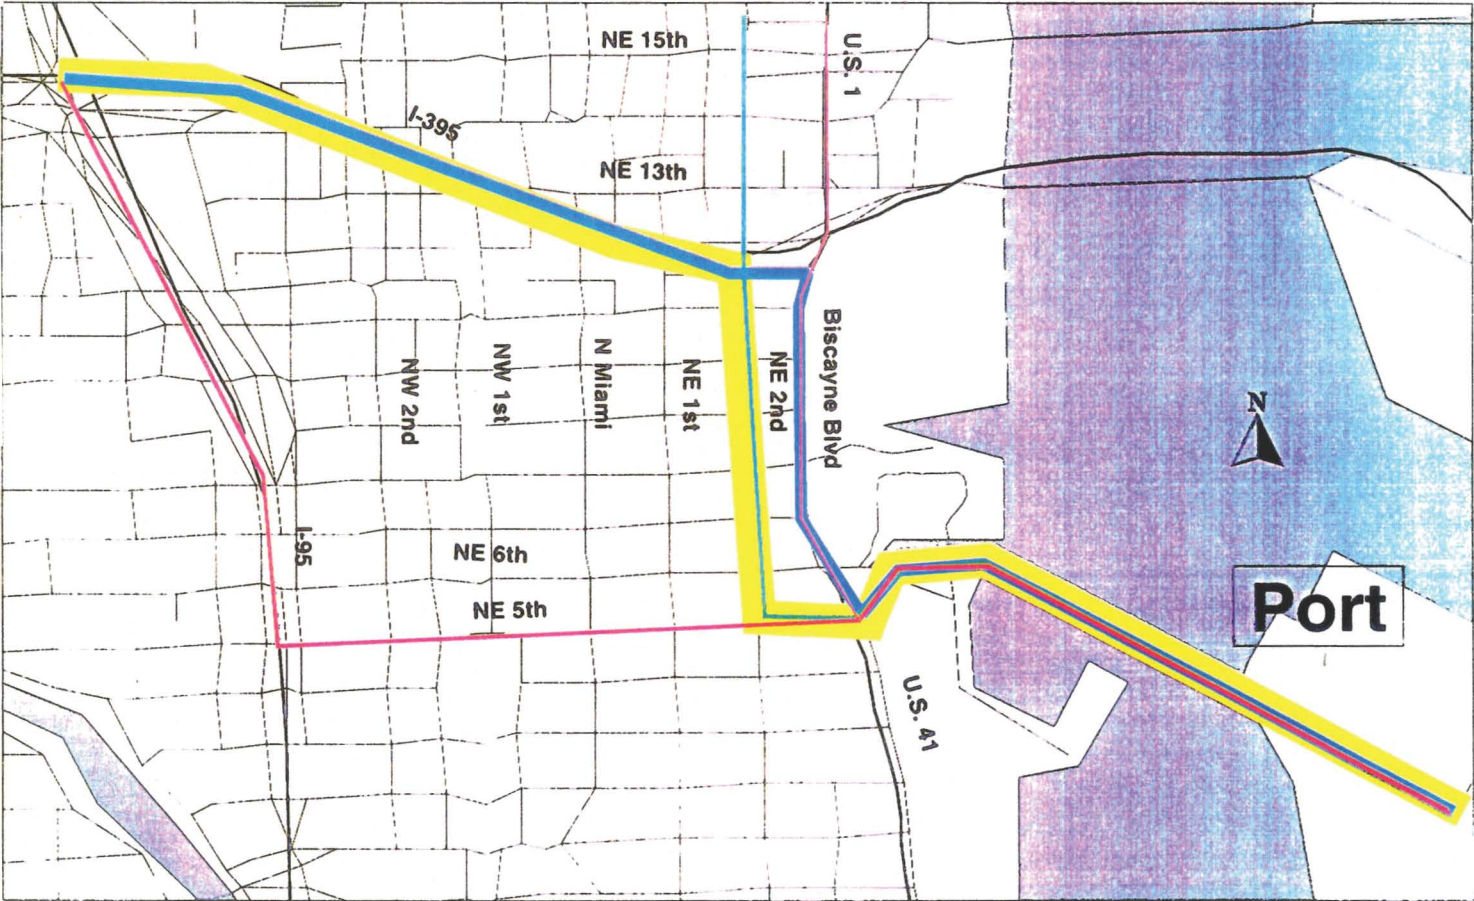 NE 15th
U.S. 1
I-395
NE 13th
Biscayne Blvd
NW 2nd
NW 1st
N Miami
NE 1st
NE 2nd
N
I-95
NE 6th
NE 5th
Port
U.S. 41